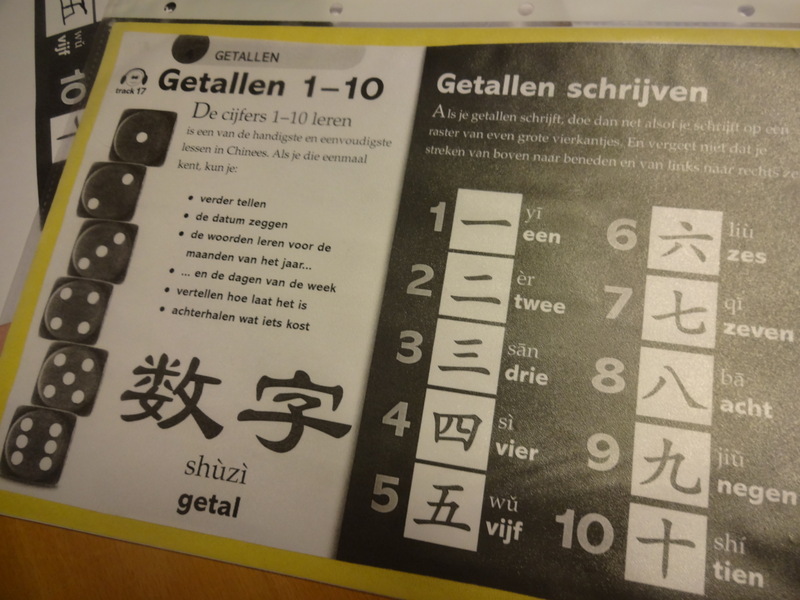 wǔ
vijf
10
GETALLEN
track 17
Getallen 1–10
De cijfers 1–10 leren
is een van de handigste en eenvoudigste
lessen in Chinees. Als je die eenmaal
kent, kun je:
• verder tellen
• de datum zeggen
• de woorden leren voor de
maanden van het jaar...
• ... en de dagen van de week
• vertellen hoe laat het is
• achterhalen wat iets kost
数字
shùzì
getal
Getallen schrijven
Als je getallen schrijft, doe dan net alsof je schrijft op een
raster van even grote vierkantjes. En vergeet niet dat je
streken van boven naar beneden en van links naar rechts
1 一 yī
een
2 二 èr
twee
3 三 sān
drie
4 四 sì
vier
5 五 wǔ
vijf
6 六 liù
zes
7 七 qī
zeven
8 八 bā
acht
9 九 jiǔ
negen
10 十 shí
tien